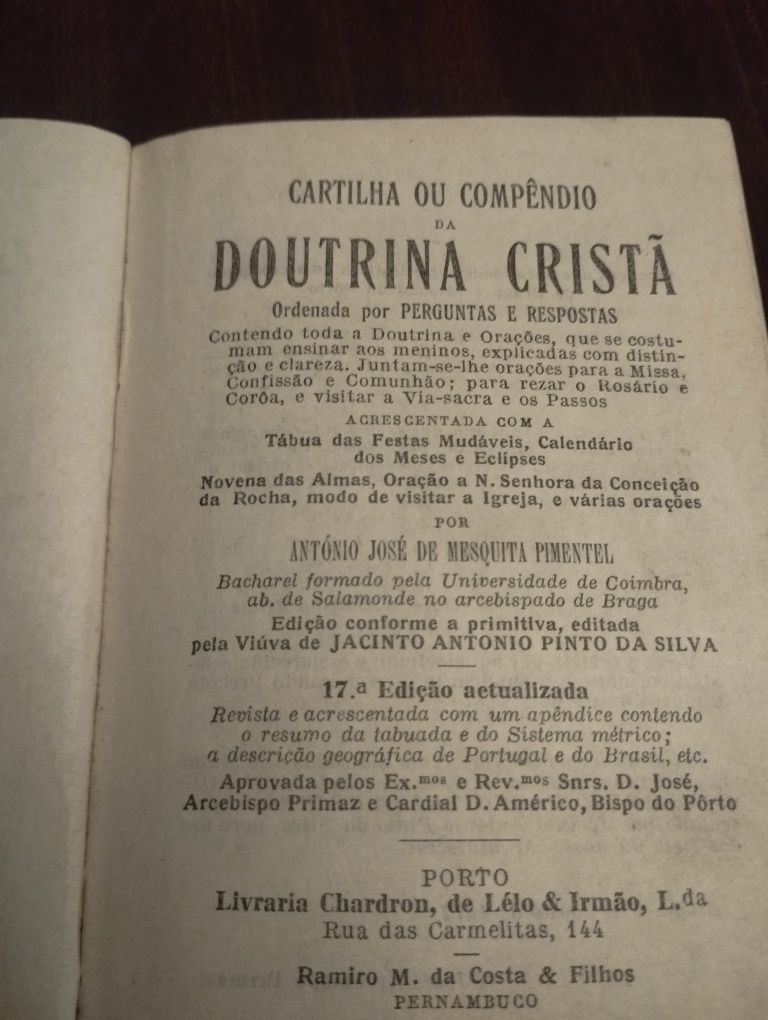 CARTILHA OU COMPÊNDIO
DA
DOUTRINA CRISTÃ
Ordenada por PERGUNTAS E RESPOSTAS
Contendo toda a Doutrina e Orações, que se costu-
mam ensinar aos meninos, explicadas com distin-
ção e clareza. Juntam-se-lhe orações para a Missa,
Confissão e Comunhão; para rezar o Rosário e
Corôa, e visitar a Via-sacra e os Passos
ACRESCENTADA COM A
Tábua das Festas Mudáveis, Calendário
dos Meses e Eclípses
Novena das Almas, Oração a N. Senhora da Conceição
da Rocha, modo de visitar a Igreja, e várias orações
POR
ANTÓNIO JOSÉ DE MESQUITA PIMENTEL
Bacharel formado pela Universidade de Coimbra,
ab. de Salamonde no arcebispado de Braga
Edição conforme a primitiva, editada
pela Viúva de JACINTO ANTONIO PINTO DA SILVA
17.ª Edição actualizada
Revista e acrescentada com um apêndice contendo
o resumo da tabuada e do Sistema métrico;
a descrição geográfica de Portugal e do Brasil, etc.
Aprovada pelos Ex.mos e Rev.mos Snrs. D. José,
Arcebispo Primaz e Cardial D. Américo, Bispo do Pôrto
PORTO
Livraria Chardron, de Lélo & Irmão, L.da
Rua das Carmelitas, 144
Ramiro M. da Costa & Filhos
PERNAMBUCO